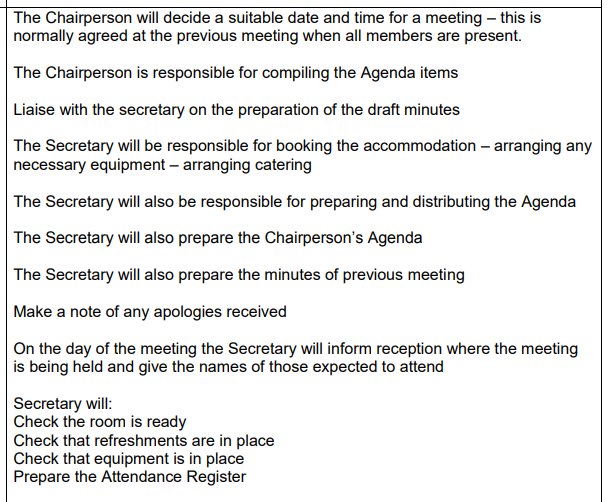 The Chairperson will decide a suitable date and time for a meeting – this is
normally agreed at the previous meeting when all members are present.
The Chairperson is responsible for compiling the Agenda items
Liaise with the secretary on the preparation of the draft minutes
The Secretary will be responsible for booking the accommodation – arranging any
necessary equipment – arranging catering
The Secretary will also be responsible for preparing and distributing the Agenda
The Secretary will also prepare the Chairperson’s Agenda
The Secretary will also prepare the minutes of previous meeting
Make a note of any apologies received
On the day of the meeting the Secretary will inform reception where the meeting
is being held and give the names of those expected to attend
Secretary will:
Check the room is ready
Check that refreshments are in place
Check that equipment is in place
Prepare the Attendance Register